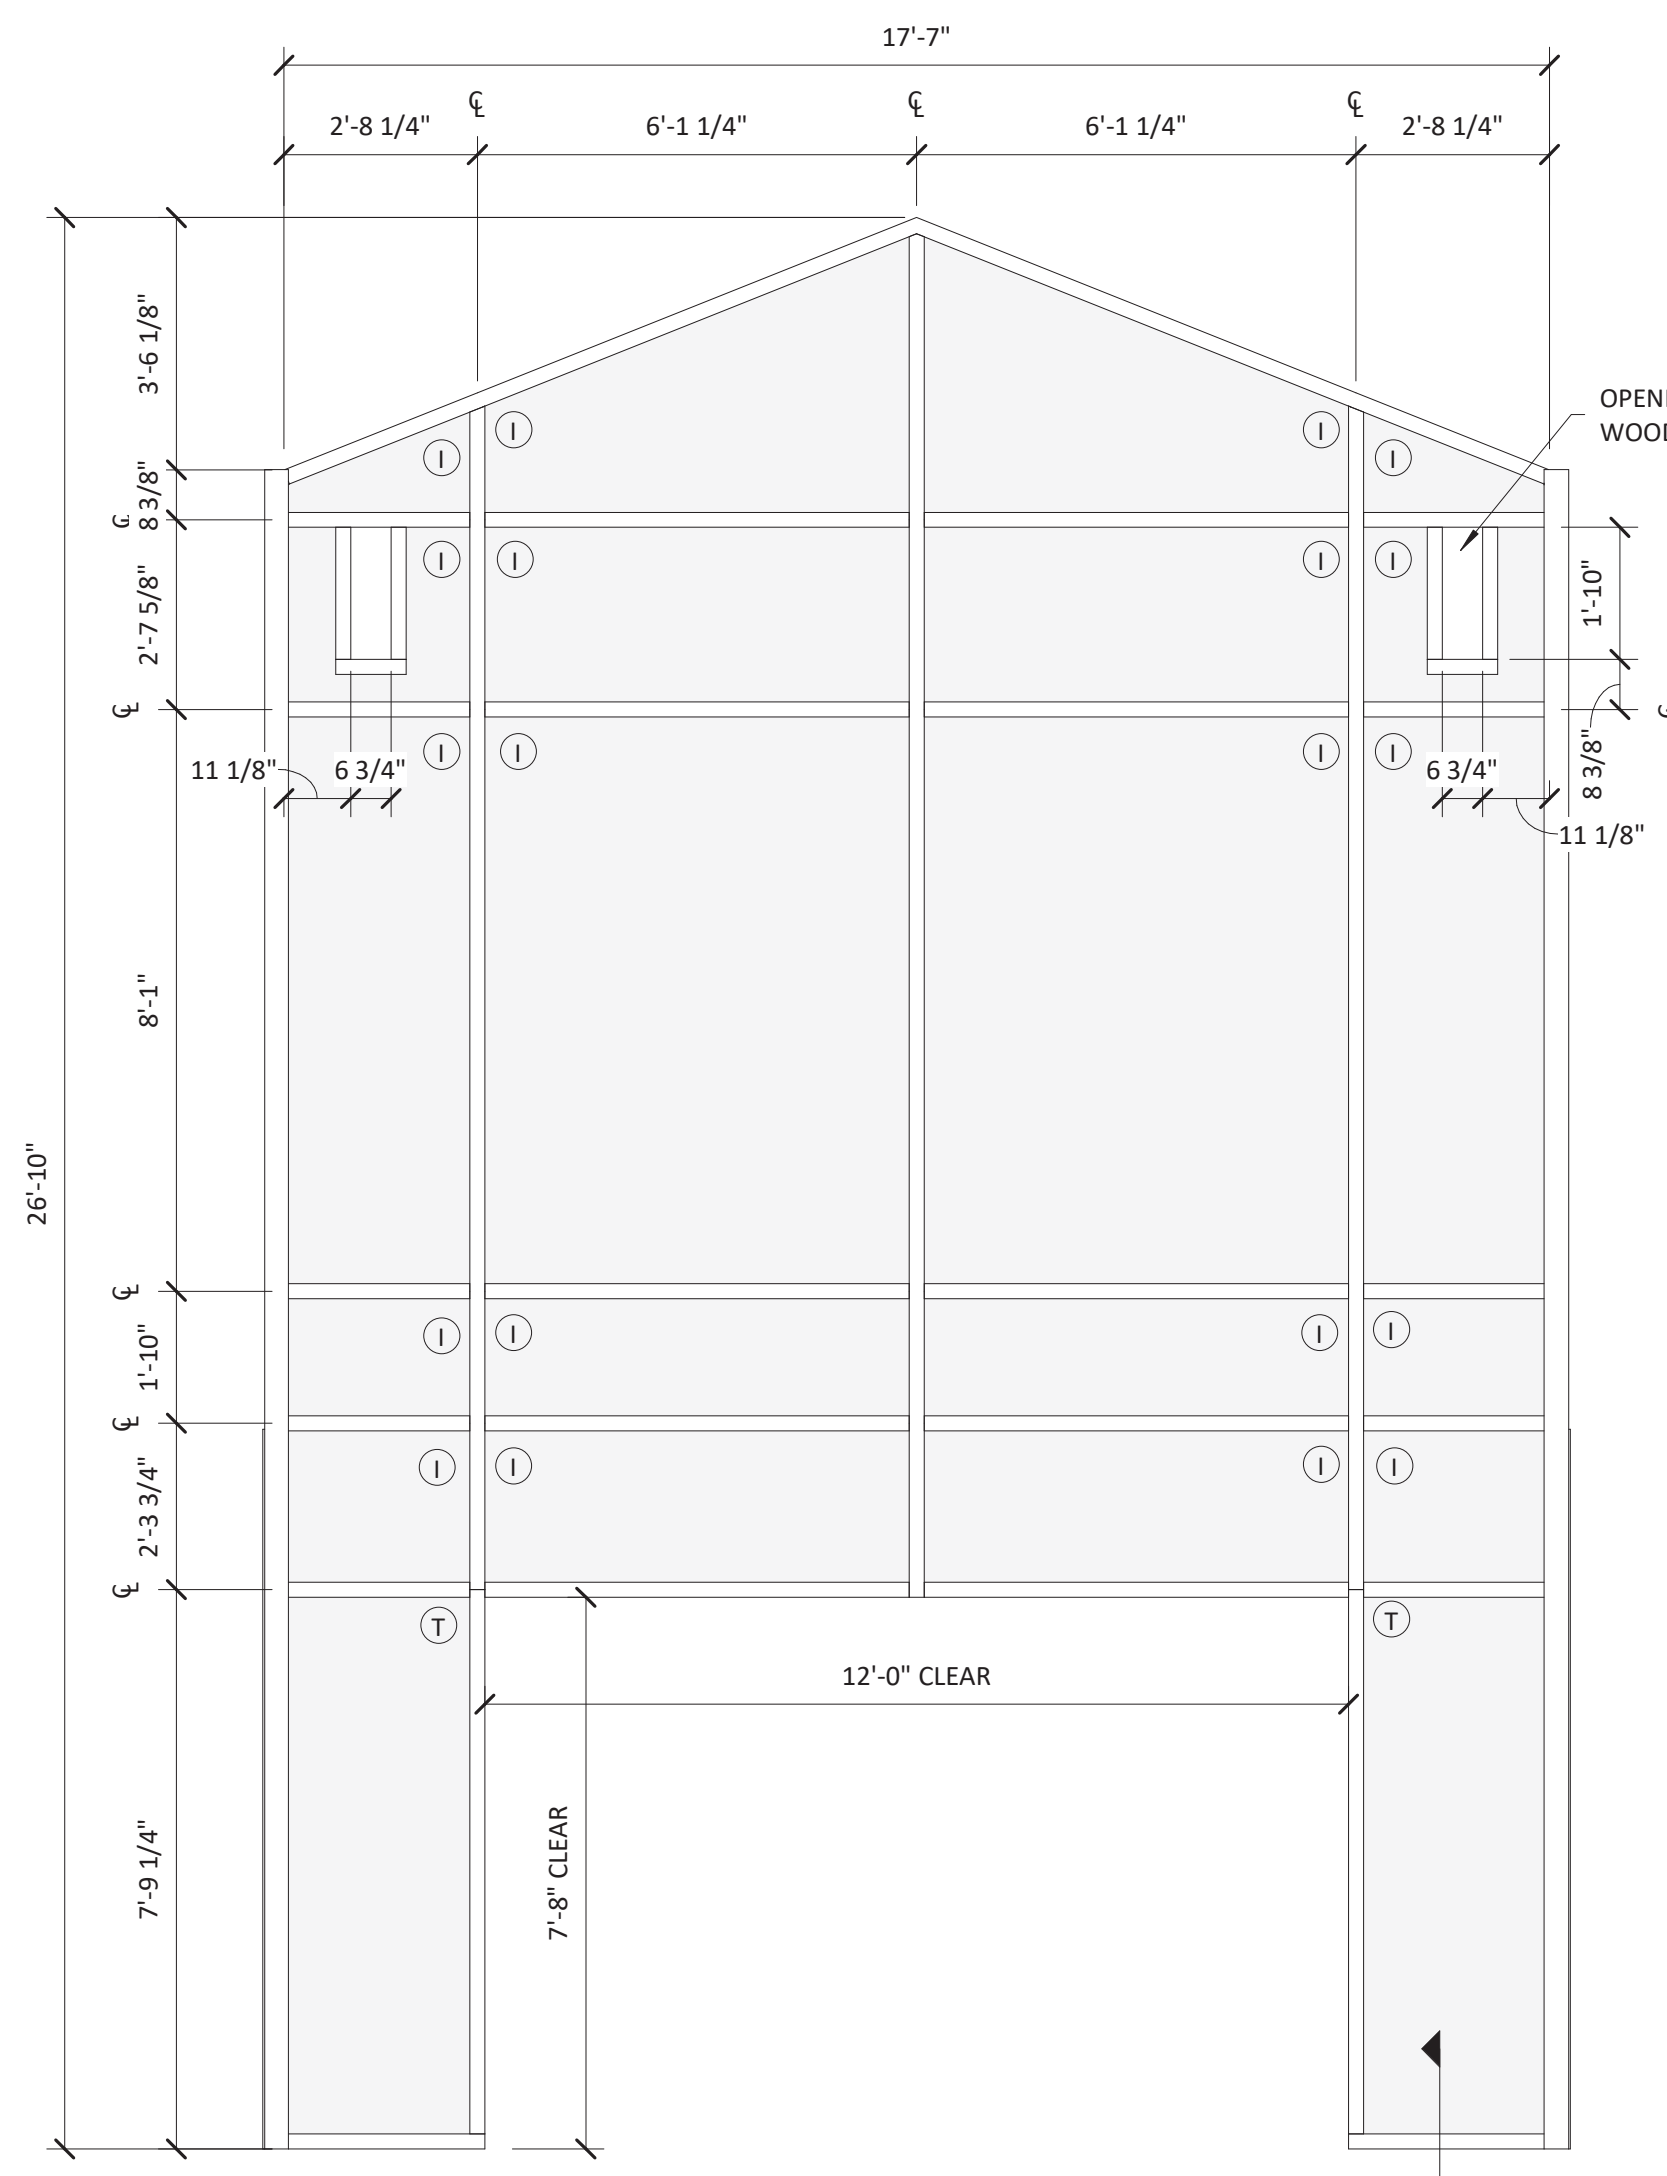 17'-7"
℄ ℄ ℄
2'-8 1/4" 6'-1 1/4" 6'-1 1/4" 2'-8 1/4"
3'-6 1/8"
I I I I
8 3/8"
℄
2'-7 5/8"
I I I I
1'-10"
℄
11 1/8" 6 3/4"
I I I I
6 3/4" 8 3/8"
11 1/8"
8'-1"
26'-10"
℄
1'-10"
I I I I
℄
2'-3 3/4"
I I I I
℄
T T
12'-0" CLEAR
7'-9 1/4"
7'-8" CLEAR